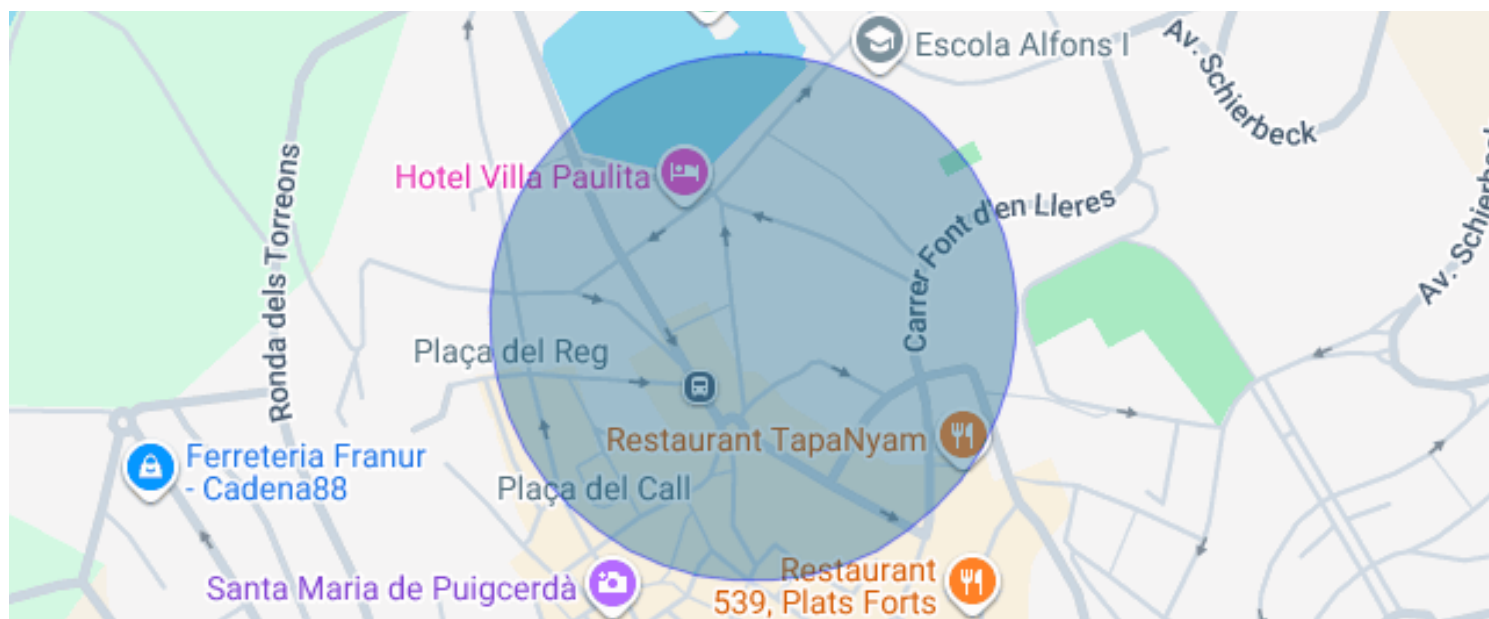 Escola Alfons I
Av. Schierbeck
Hotel Villa Paulita
Carrer Font d'en Lleres
Ronda dels Torreons
Av. Schierbeck
Plaça del Reg
Restaurant TapaNyam
Ferreteria Franur
- Cadena88
Plaça del Call
Santa Maria de Puigcerdà
Restaurant
539, Plats Forts